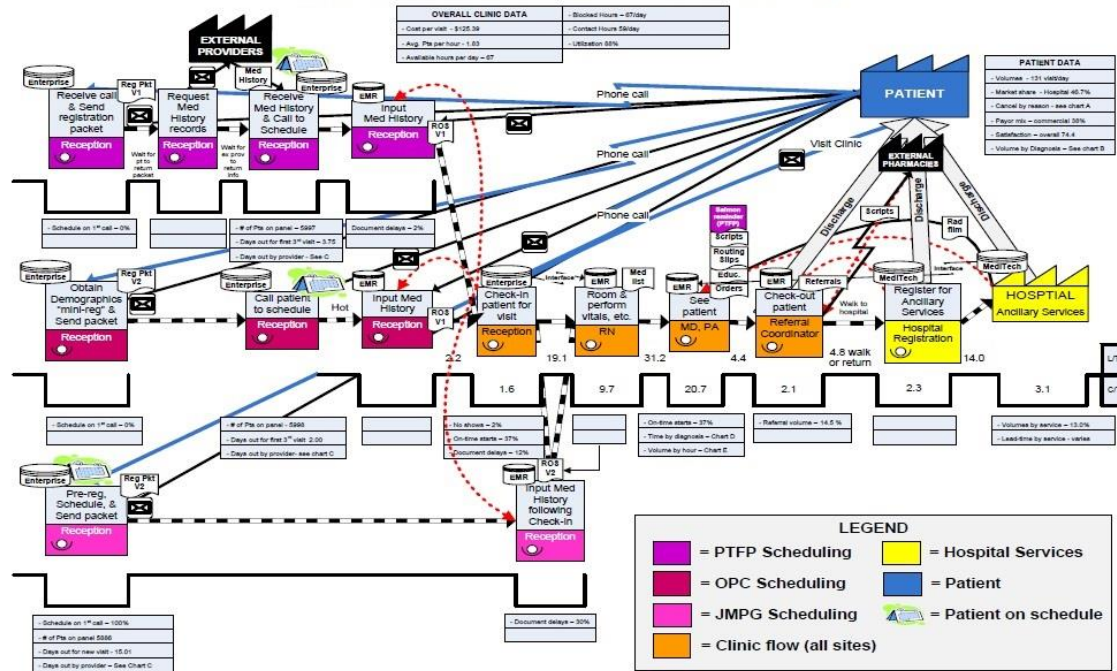 OVERALL CLINIC DATA
- Cost per visit - $125.39
- Avg. Pts per hour - 1.83
- Available hours per day – 67
- Blocked Hours – 67/day
- Contact Hours 59/day
- Utilization 88%
EXTERNAL
PROVIDERS
PATIENT
PATIENT DATA
- Volumes - 131 visit/day
- Market share - Hospital 46.7%
- Cancel by reason - see chart A
- Payor mix – commercial 38%
- Satisfaction – overall 74.4
- Volume by Diagnosis – See chart B
Enterprise
Reg Pkt
V1
Med
History
Enterprise
EMR
Receive call
& Send
registration
packet
Reception
Reg Pkt
V1
Request
Med
History
records
Reception
Receive
Med History
& Call to
Schedule
Reception
Input
Med History
Reception
ROS
V1
Wait for
pt to
return
packet
Wait for
ex prov to
return
info
Phone call
Phone call
Phone call
Visit Clinic
EXTERNAL
PHARMACIES
Discharge
Discharge
Discharge
Scripts
Rad
film
- Schedule on 1st call – 0%
- # of Pts on panel - 5997
- Days out for first 3rd visit – 3.75
- Days out by provider - See C
Document delays – 2%
Salmon
reminder
(PTFP)
Scripts
Routing
Slips
Educ.
Orders
Enterprise
Reg Pkt
V2
Obtain
Demographics
"mini-reg" &
Send packet
Reception
Call patient
to schedule
Reception
Hot
EMR
Input Med
History
Reception
ROS
V1
Enterprise
Check-in
patient for
visit
Reception
Interface
EMR
Med
list
Room &
perform
vitals, etc.
RN
EMR
See
patient
MD, PA
EMR
Referrals
Check-out
patient
Referral
Coordinator
Walk to
hospital
MediTech
Register for
Ancillary
Services
Hospital
Registration
Interface
MediTech
HOSPTIAL
Ancillary Services
2.2
19.1
31.2
4.4
4.8 walk
or return
14.0
L/T
1.6
9.7
20.7
2.1
2.3
3.1
C/T
- Schedule on 1st call – 0%
- # of Pts on panel - 5998
- Days out for first 3rd visit 2.00
- Days out by provider- see chart C
- No shows – 2%
- On-time starts – 37%
- Document delays – 12%
- On-time starts – 37%
- Time by diagnosis – Chart D
- Volume by hour – Chart E
- Referral volume – 14.5 %
- Volumes by service – 13.0%
- Lead-time by service - varies
Enterprise
Reg Pkt
V2
Pre-reg,
Schedule, &
Send packet
Reception
EMR
ROS
V2
Input Med
History
following
Check-in
Reception
- Schedule on 1st call – 100%
- # of Pts on panel 5886
- Days out for new visit - 15.01
- Days out by provider – See Chart C
- Document delays – 30%
LEGEND
= PTFP Scheduling
= OPC Scheduling
= JMPG Scheduling
= Clinic flow (all sites)
= Hospital Services
= Patient
= Patient on schedule